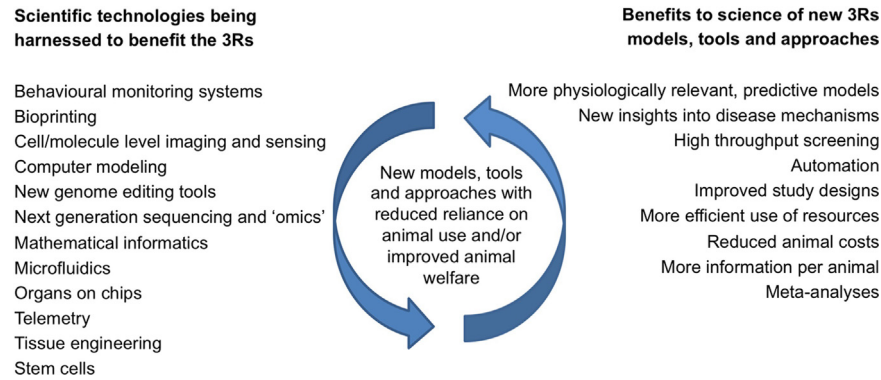 Scientific technologies being
harnessed to benefit the 3Rs
Behavioural monitoring systems
Bioprinting
Cell/molecule level imaging and sensing
Computer modeling
New genome editing tools
Next generation sequencing and ‘omics’
Mathematical informatics
Microfluidics
Organs on chips
Telemetry
Tissue engineering
Stem cells
New models, tools
and approaches with
reduced reliance on
animal use and/or
improved animal
welfare
Benefits to science of new 3Rs
models, tools and approaches
More physiologically relevant, predictive models
New insights into disease mechanisms
High throughput screening
Automation
Improved study designs
More efficient use of resources
Reduced animal costs
More information per animal
Meta-analyses